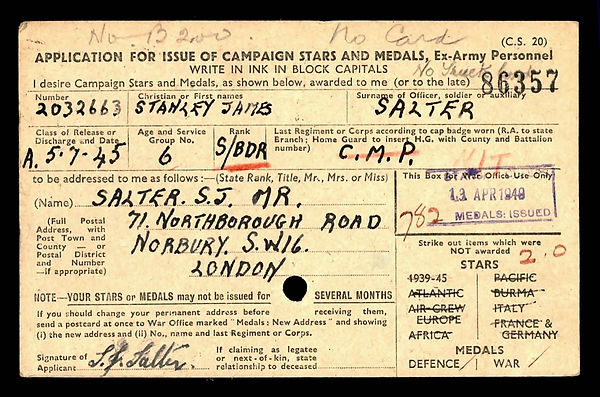 No B200 No Card
(C.S. 20)
APPLICATION FOR ISSUE OF CAMPAIGN STARS AND MEDALS, Ex-Army Personnel
WRITE IN INK IN BLOCK CAPITALS
No
I desire Campaign Stars and Medals, as shown below, awarded to me (or to the late)
86357
Number Christian or First names Surname of Officer, soldier or auxiliary
2032663 STANLEY JAMES SALTER
Class of Release or Discharge and Date
Age and Service Group No.
Rank
Last Regiment or Corps according to cap badge worn (R.A. to state Branch; Home Guard to insert H.G. with County and Battalion number)
A. 5.7.45 6 S/BDR C.M.P.
to be addressed to me as follows:—(State Rank, Title, Mr., Mrs. or Miss)
(Name) SALTER. S.J. MR.
(Full Postal Address, with Post Town and County — or Postal District and Number —if appropriate)
71. NORTHBOROUGH ROAD
NORBURY. S.W16.
LONDON
This Box for War Office Use Only
APR 1949
782 MEDALS: ISSUED
Strike out items which were NOT awarded
2.0
STARS
1939-45 PACIFIC
ATLANTIC BURMA
AIR CREW EUROPE ITALY
AFRICA FRANCE & GERMANY
MEDALS
DEFENCE / WAR /
NOTE—YOUR STARS or MEDALS may not be issued for SEVERAL MONTHS
If you should change your permanent address before receiving them,
send a postcard at once to War Office marked "Medals: New Address" and showing
(i) the new address and (ii) No., name and last Regiment or Corps.
Signature of Applicant S.J. Salter.
If claiming as legatee or next-of-kin, state relationship to deceased